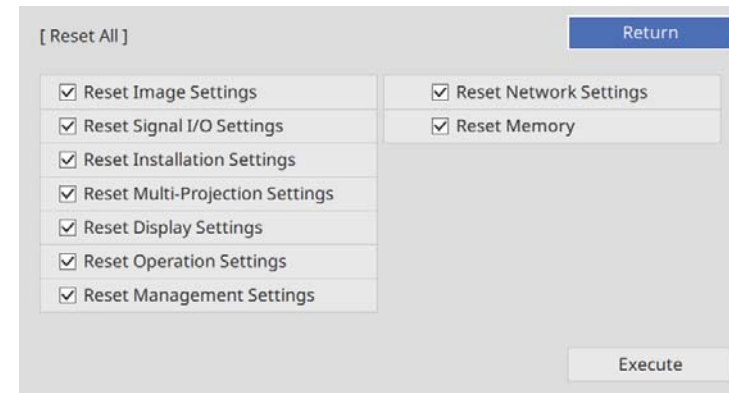 [ Reset All ]
Return
Reset Image Settings
Reset Signal I/O Settings
Reset Installation Settings
Reset Multi-Projection Settings
Reset Display Settings
Reset Operation Settings
Reset Management Settings
Reset Network Settings
Reset Memory
Execute